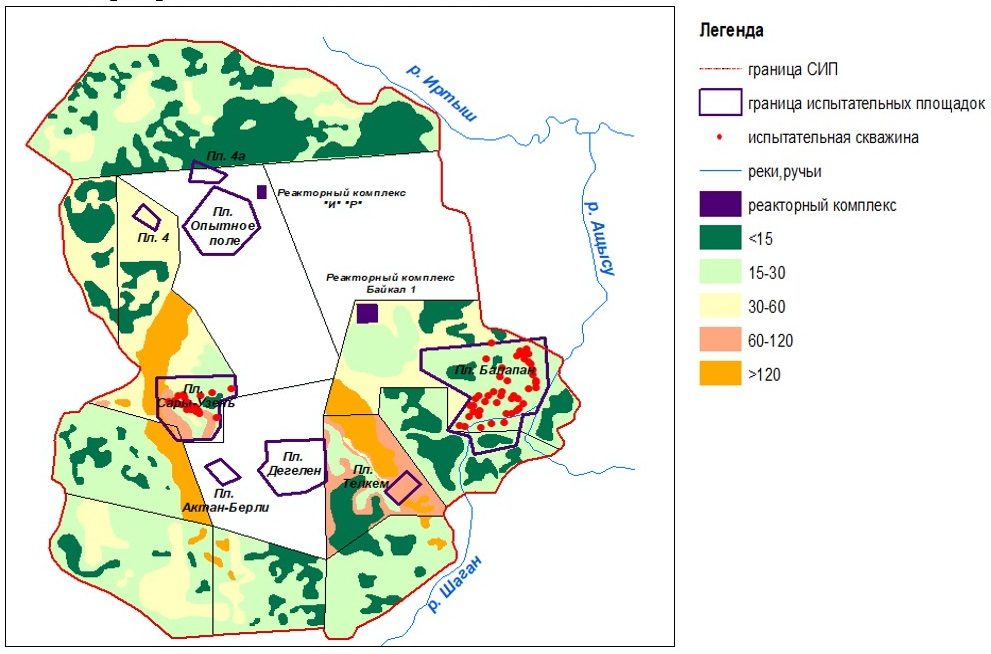 р. Иртыш
р. Ащысу
Пл. 4а
Реакторный комплекс
"И" "Р"
Пл.
Опытное
поле
Пл. 4
Реакторный комплекс
Байкал 1
Пл. Балапан
Пл.
Сары-Узень
Пл.
Дегелен
Пл.
Телкем
Пл.
Актан-Берли
р. Шаган
Легенда
граница СИП
граница испытательных площадок
испытательная скважина
реки,ручьи
реакторный комплекс
<15
15-30
30-60
60-120
>120